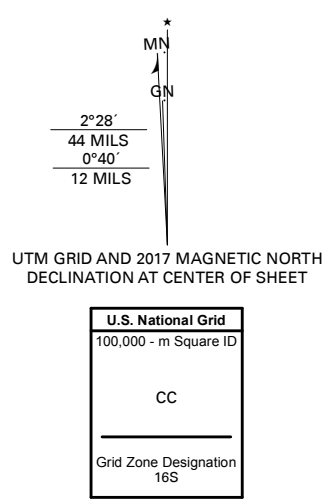 ★
MN
GN
2°28´
44 MILS
0°40´
12 MILS
UTM GRID AND 2017 MAGNETIC NORTH
DECLINATION AT CENTER OF SHEET
U.S. National Grid
100,000 - m Square ID
CC
Grid Zone Designation
16S